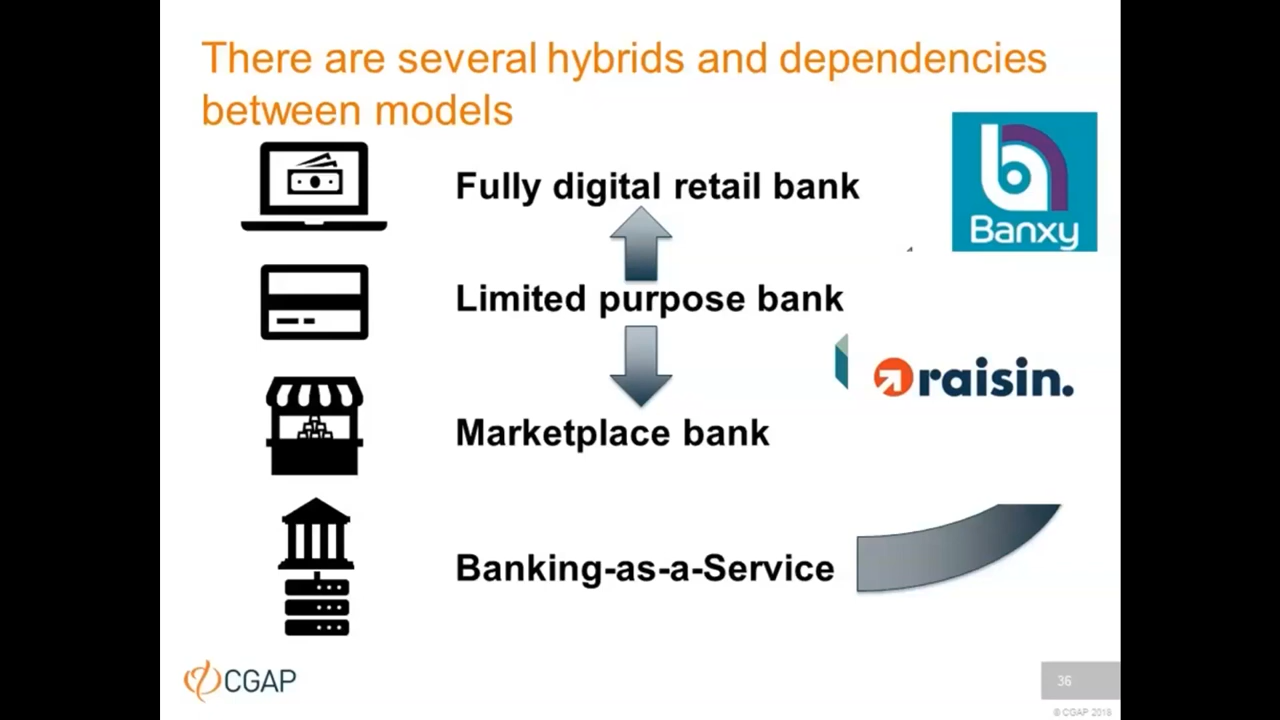 There are several hybrids and dependencies
between models
Fully digital retail bank
Banxy
Limited purpose bank
raisin.
Marketplace bank
Banking-as-a-Service
CGAP
36
© CGAP 2018